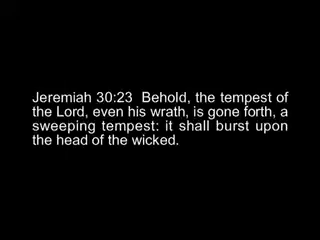 Jeremiah 30:23  Behold, the tempest of
the Lord, even his wrath, is gone forth, a
sweeping tempest: it shall burst upon
the head of the wicked.